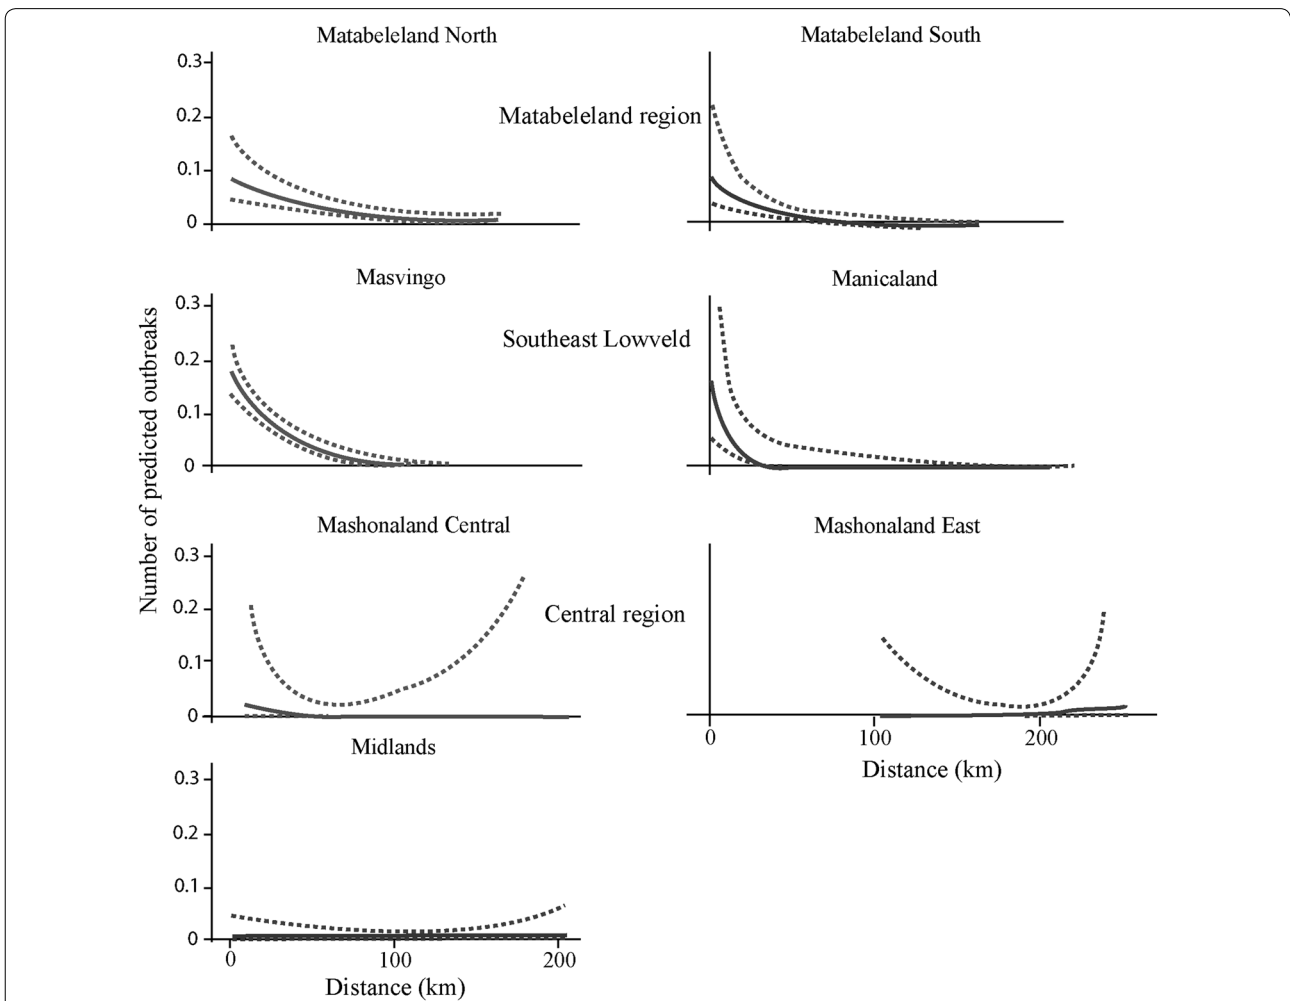 Matabeleland North
Matabeleland South
0.3
0.2
0.1
0
Matabeleland region
Masvingo
Manicaland
0.3
0.2
0.1
0
Southeast Lowveld
Number of predicted outbreaks
Mashonaland Central
Mashonaland East
0.3
0.2
0.1
0
Central region
0
100
200
Distance (km)
Midlands
0.3
0.2
0.1
0
0
100
200
Distance (km)